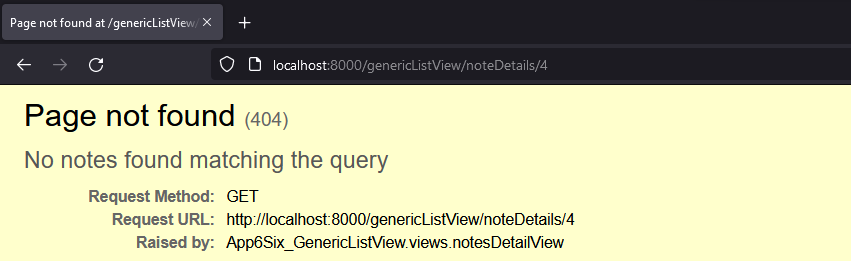 Page not found at /genericListView/
localhost:8000/genericListView/noteDetails/4
Page not found (404)
No notes found matching the query
Request Method: GET
Request URL: http://localhost:8000/genericListView/noteDetails/4
Raised by: App6Six_GenericListView.views.notesDetailView